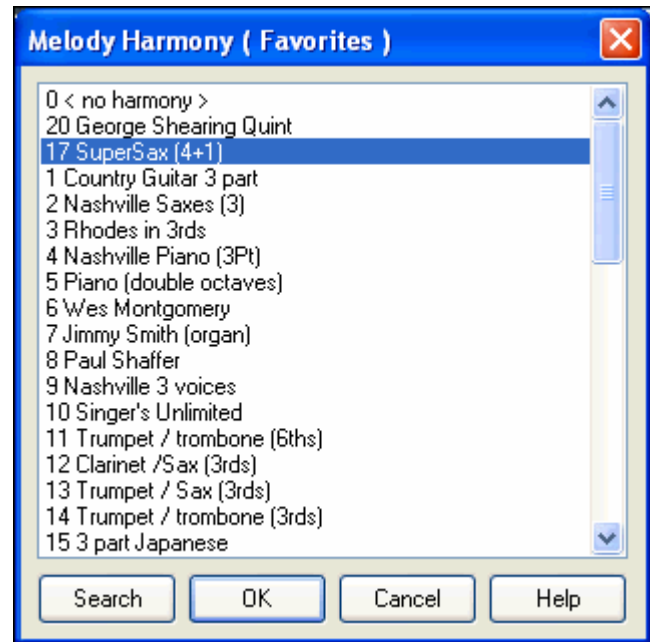 Melody Harmony ( Favorites )
0 < no harmony >
20 George Shearing Quint
17 SuperSax (4+1)
1 Country Guitar 3 part
2 Nashville Saxes (3)
3 Rhodes in 3rds
4 Nashville Piano (3Pt)
5 Piano (double octaves)
6 Wes Montgomery
7 Jimmy Smith (organ)
8 Paul Shaffer
9 Nashville 3 voices
10 Singer's Unlimited
11 Trumpet / trombone (6ths)
12 Clarinet /Sax (3rds)
13 Trumpet / Sax (3rds)
14 Trumpet / trombone (3rds)
15 3 part Japanese
Search OK Cancel Help